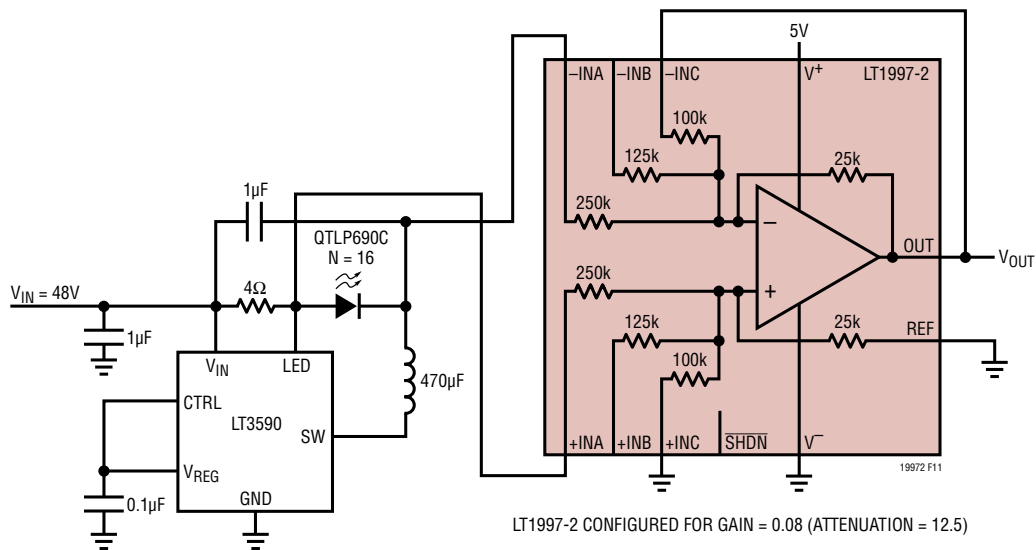 5V
–INA
–INB
–INC
V+
LT1997-2
100k
125k
25k
250k
–
OUT
VOUT
1µF
QTLP690C
N = 16
VIN = 48V
4Ω
1µF
250k
+
125k
25k
REF
100k
VIN
LED
470µF
CTRL
LT3590
SW
VREG
0.1µF
GND
+INA
+INB
+INC
SHDN
V–
19972 F11
LT1997-2 CONFIGURED FOR GAIN = 0.08 (ATTENUATION = 12.5)